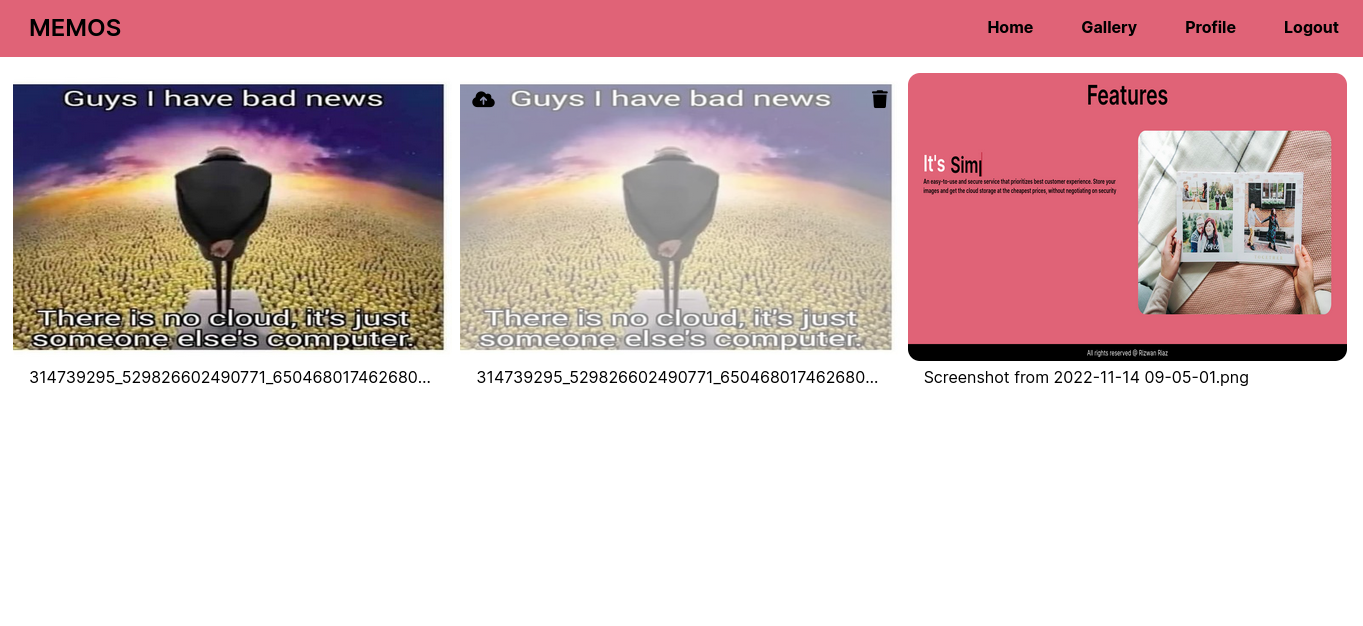 MEMOS
Home Gallery Profile Logout
Guys I have bad news
There is no cloud, it's just
someone else's computer.
314739295_529826602490771_650468017462680...
Guys I have bad news
There is no cloud, it's just
someone else's computer.
314739295_529826602490771_650468017462680...
Features
It's Simp
An easy-to-use and secure service that prioritizes best customer experience. Store your
images and get the cloud storage at the cheapest prices, without negotiating on security
All rights reserved @ Rizwan Riaz
Screenshot from 2022-11-14 09-05-01.png